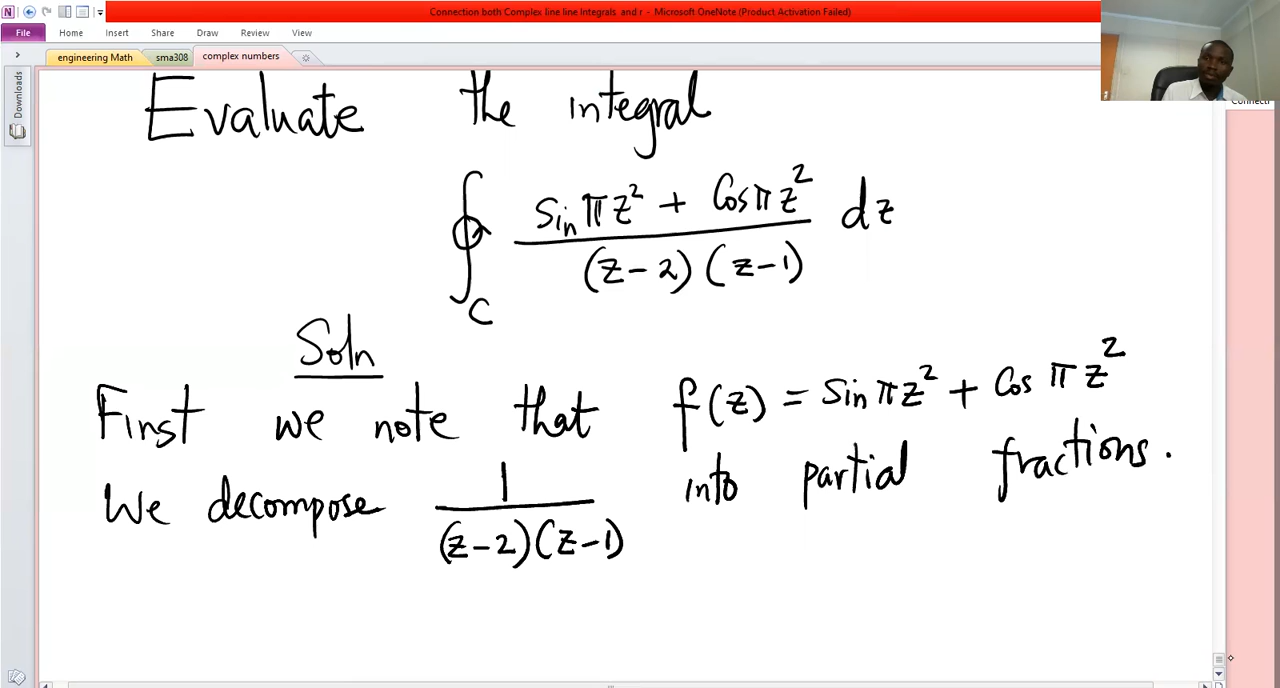 Connection both Complex line line Integrals and r - Microsoft OneNote (Product Activation Failed)
File Home Insert Share Draw Review View
engineering Math sma308 complex numbers
Downloads
Evaluate the integral
∮_C (sin πz² + Cos πz²) / ((z-2)(z-1)) dz
Soln
First we note that f(z) = sin πz² + Cos πz²
We decompose 1 / ((z-2)(z-1)) into partial fractions.